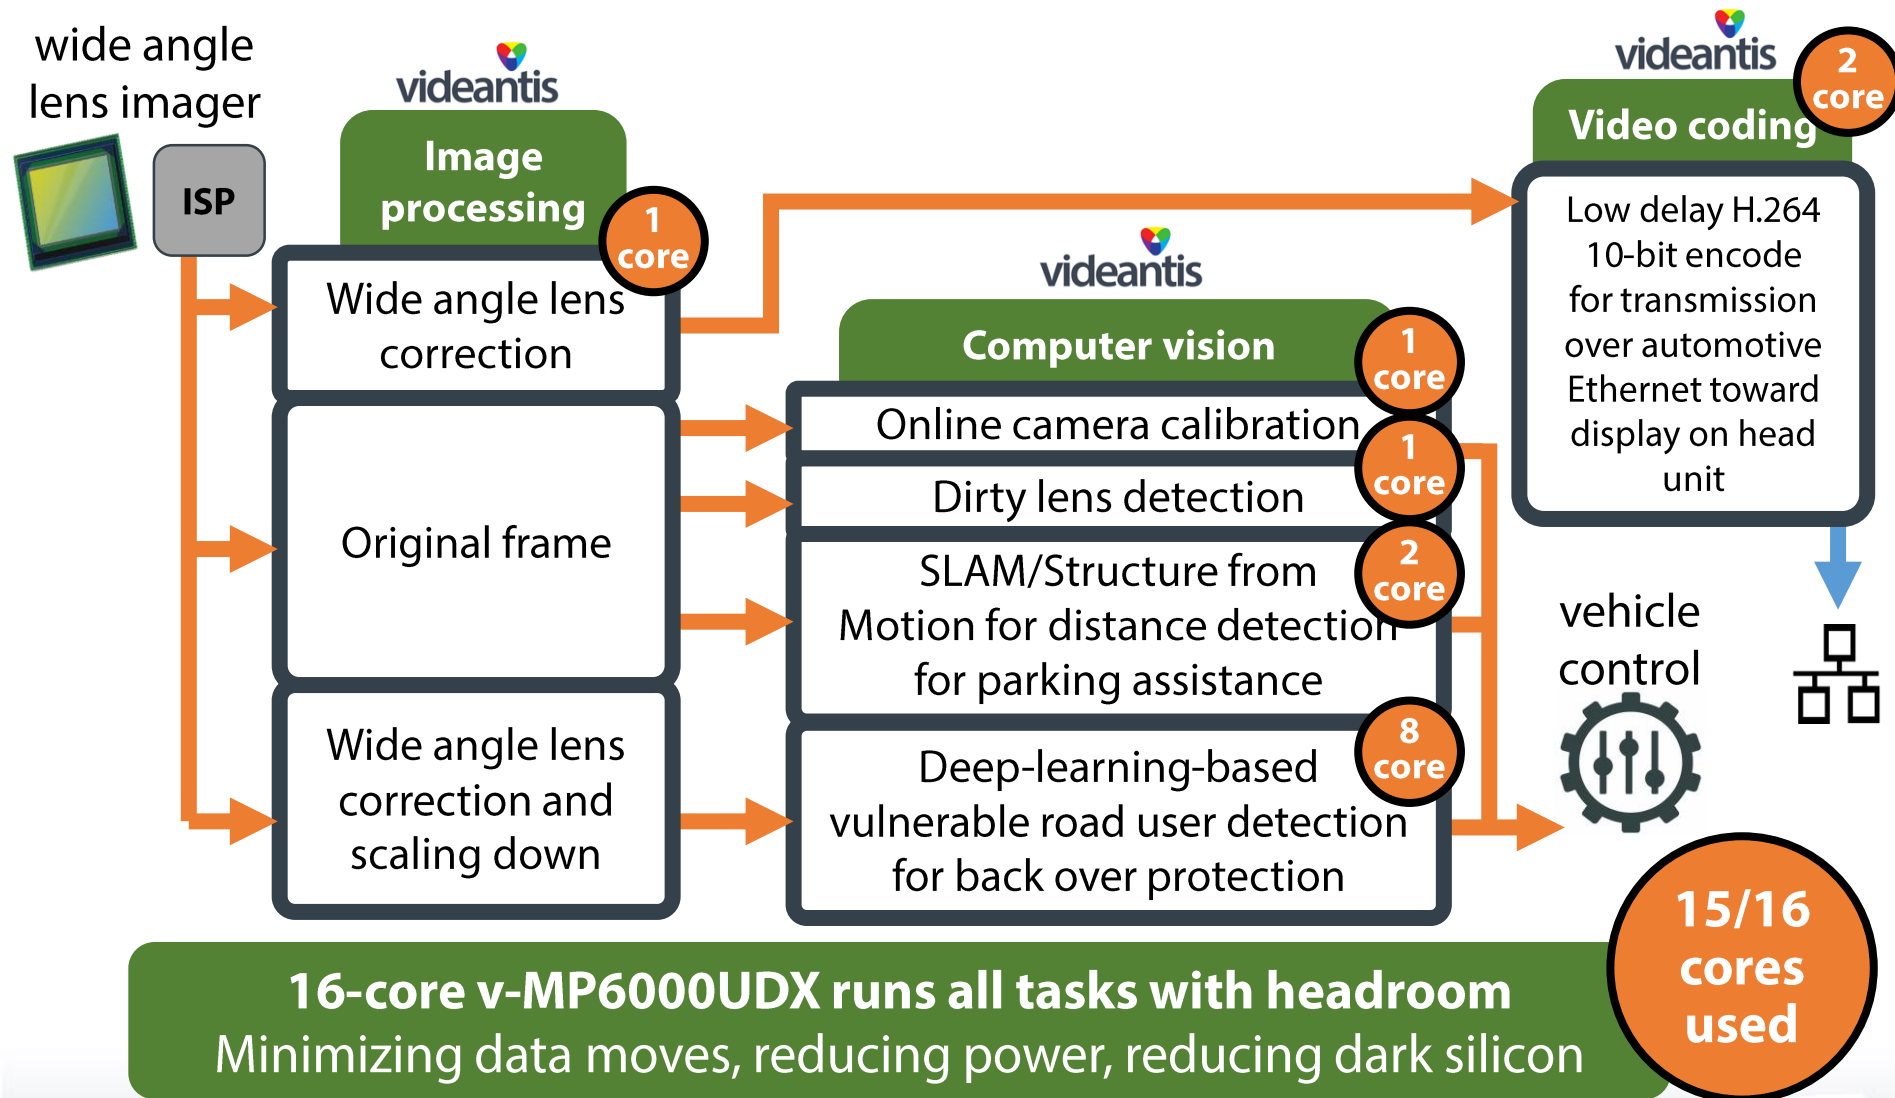 wide angle
lens imager
ISP
videantis
Image
processing
1
core
Wide angle lens
correction
Original frame
Wide angle lens
correction and
scaling down
videantis
Computer vision
1
core
Online camera calibration
1
core
Dirty lens detection
2
core
SLAM/Structure from
Motion for distance detection
for parking assistance
8
core
Deep-learning-based
vulnerable road user detection
for back over protection
videantis
2
core
Video coding
Low delay H.264
10-bit encode
for transmission
over automotive
Ethernet toward
display on head
unit
vehicle
control
15/16
cores
used
16-core v-MP6000UDX runs all tasks with headroom
Minimizing data moves, reducing power, reducing dark silicon